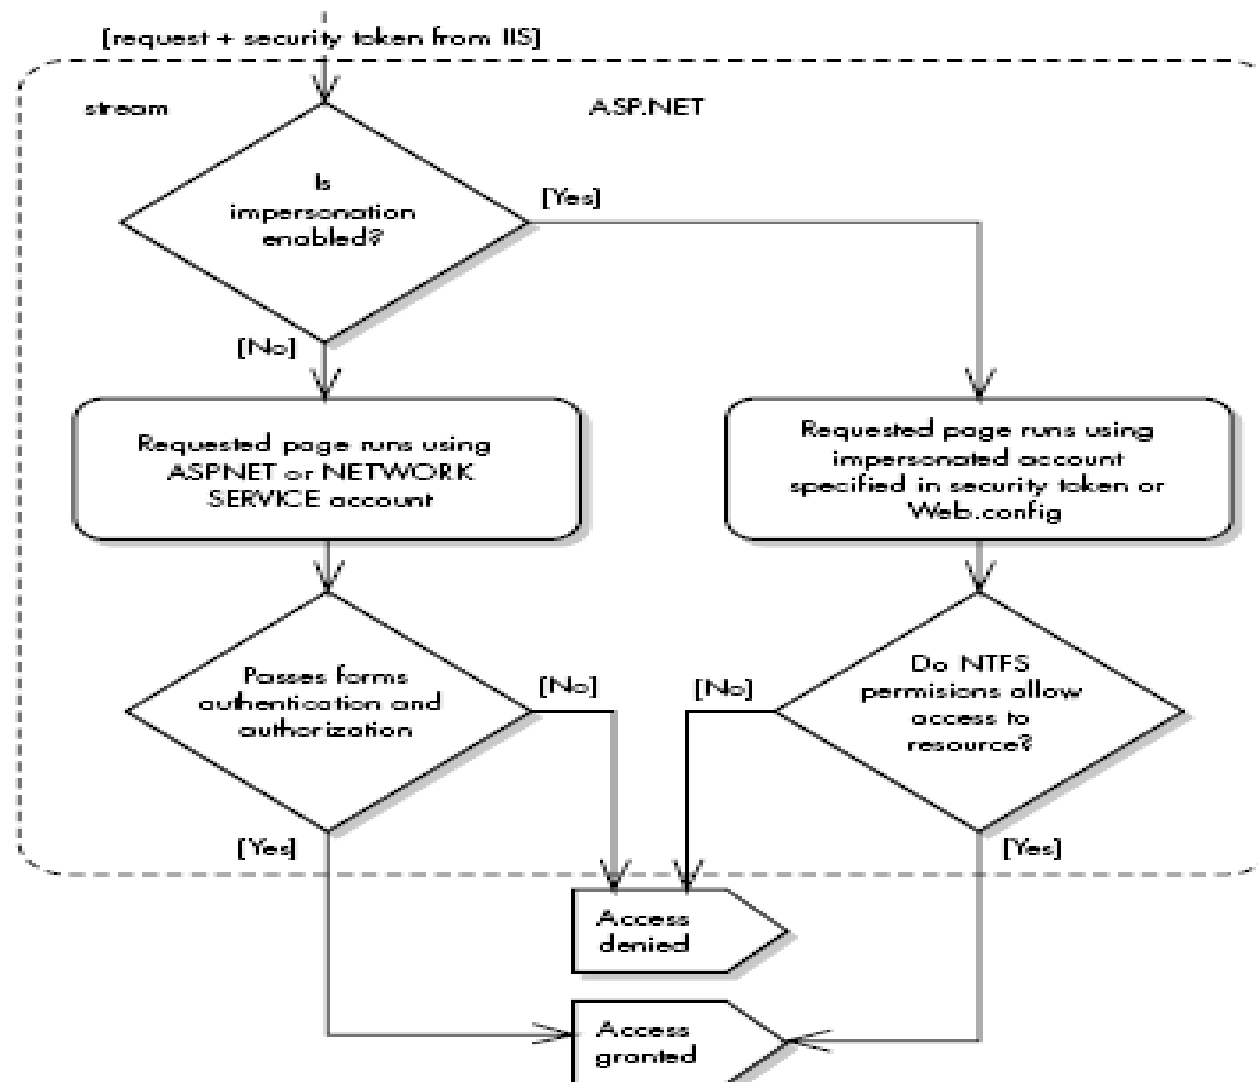 [request + security token from IIS]
stream
ASP.NET
Is
impersonation
enabled?
[Yes]
[No]
Requested page runs using
ASPNET or NETWORK
SERVICE account
Requested page runs using
impersonated account
specified in security token or
Web.config
Passes forms
authentication and
authorization
[No]
[No]
Do NTFS
permisions allow
access to
resource?
[Yes]
[Yes]
Access
denied
Access
granted